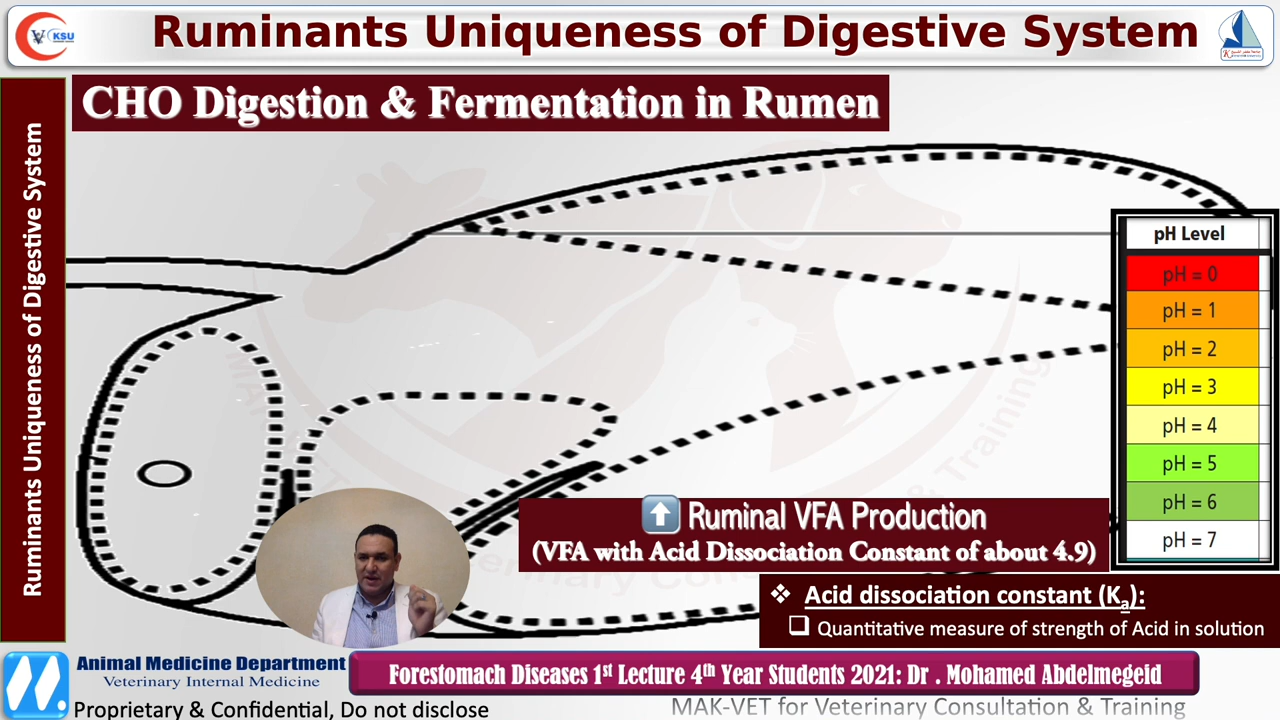 KSU
Ruminants Uniqueness of Digestive System
Ruminants Uniqueness of Digestive System
CHO Digestion & Fermentation in Rumen
pH Level
pH = 0
pH = 1
pH = 2
pH = 3
pH = 4
pH = 5
pH = 6
pH = 7
Ruminal VFA Production
(VFA with Acid Dissociation Constant of about 4.9)
❖ Acid dissociation constant (Ka):
❑ Quantitative measure of strength of Acid in solution
Animal Medicine Department
Veterinary Internal Medicine
Forestomach Diseases 1st Lecture 4th Year Students 2021: Dr . Mohamed Abdelmegeid
Proprietary & Confidential, Do not disclose
MAK-VET for Veterinary Consultation & Training